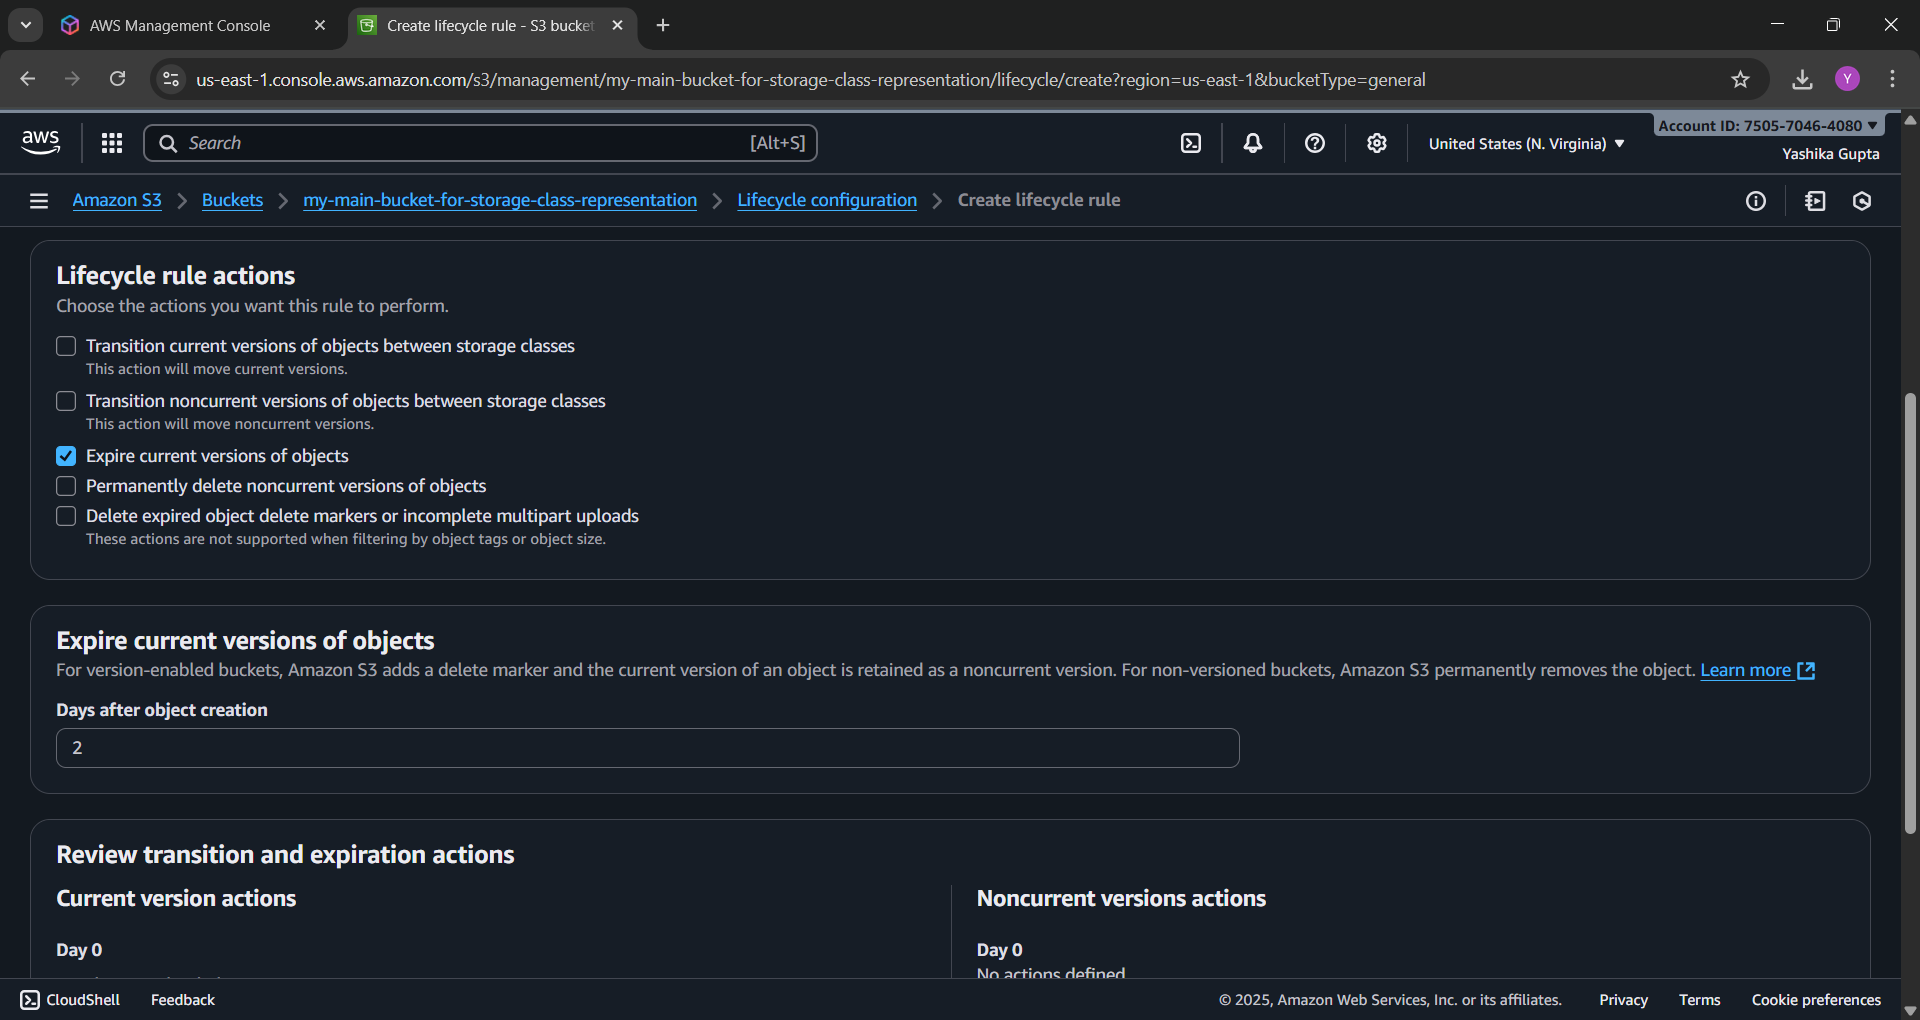 AWS Management Console
Create lifecycle rule - S3 bucket
us-east-1.console.aws.amazon.com/s3/management/my-main-bucket-for-storage-class-representation/lifecycle/create?region=us-east-1&bucketType=general
Y
aws
Search
[Alt+S]
United States (N. Virginia)
Account ID: 7505-7046-4080
Yashika Gupta
Amazon S3
Buckets
my-main-bucket-for-storage-class-representation
Lifecycle configuration
Create lifecycle rule
Lifecycle rule actions
Choose the actions you want this rule to perform.
Transition current versions of objects between storage classes
This action will move current versions.
Transition noncurrent versions of objects between storage classes
This action will move noncurrent versions.
Expire current versions of objects
Permanently delete noncurrent versions of objects
Delete expired object delete markers or incomplete multipart uploads
These actions are not supported when filtering by object tags or object size.
Expire current versions of objects
For version-enabled buckets, Amazon S3 adds a delete marker and the current version of an object is retained as a noncurrent version. For non-versioned buckets, Amazon S3 permanently removes the object. Learn more
Days after object creation
2
Review transition and expiration actions
Current version actions
Noncurrent versions actions
Day 0
Day 0
No actions defined
CloudShell
Feedback
© 2025, Amazon Web Services, Inc. or its affiliates.
Privacy
Terms
Cookie preferences